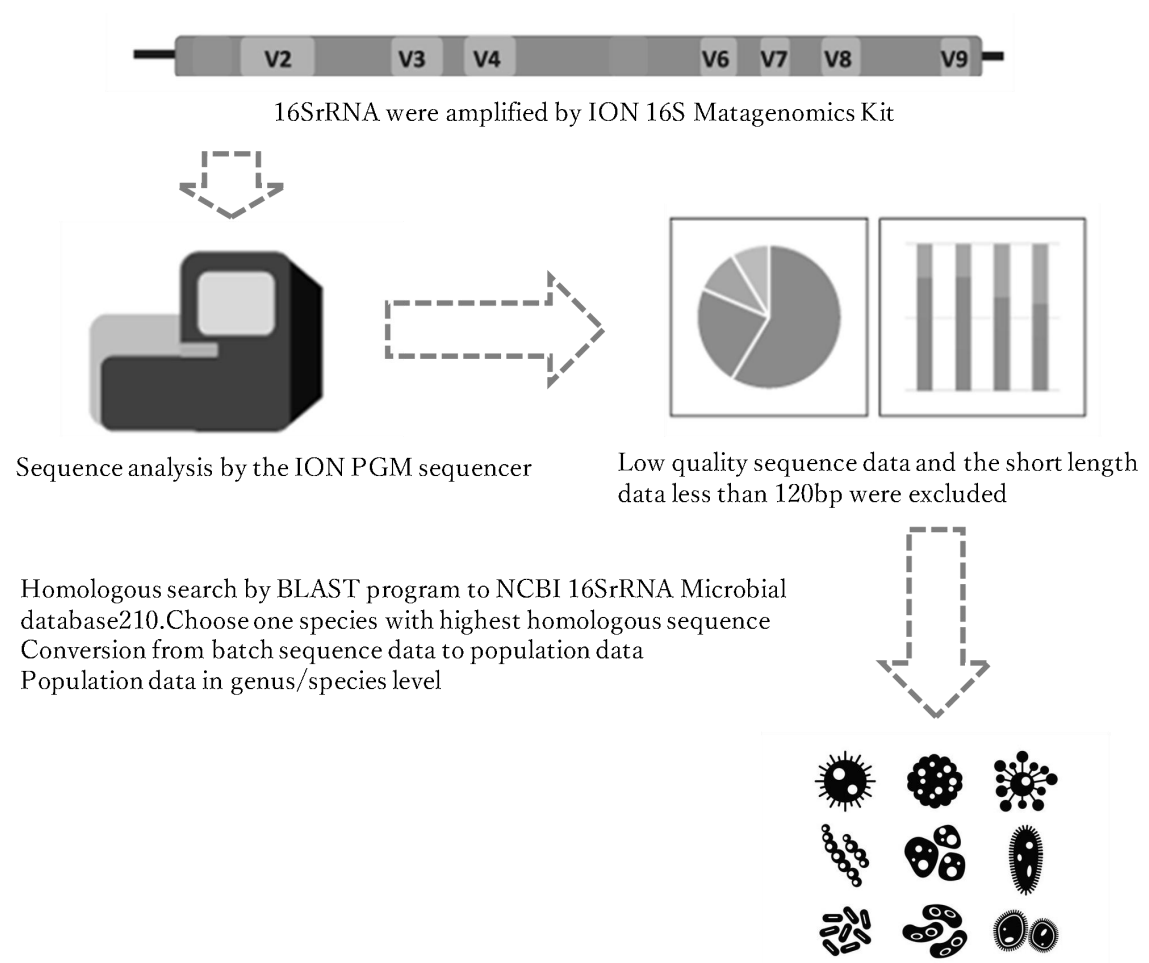 V2 V3 V4 V6 V7 V8 V9
16SrRNA were amplified by ION 16S Matagenomics Kit
Sequence analysis by the ION PGM sequencer
Low quality sequence data and the short length
data less than 120bp were excluded
Homologous search by BLAST program to NCBI 16SrRNA Microbial
database210.Choose one species with highest homologous sequence
Conversion from batch sequence data to population data
Population data in genus/species level